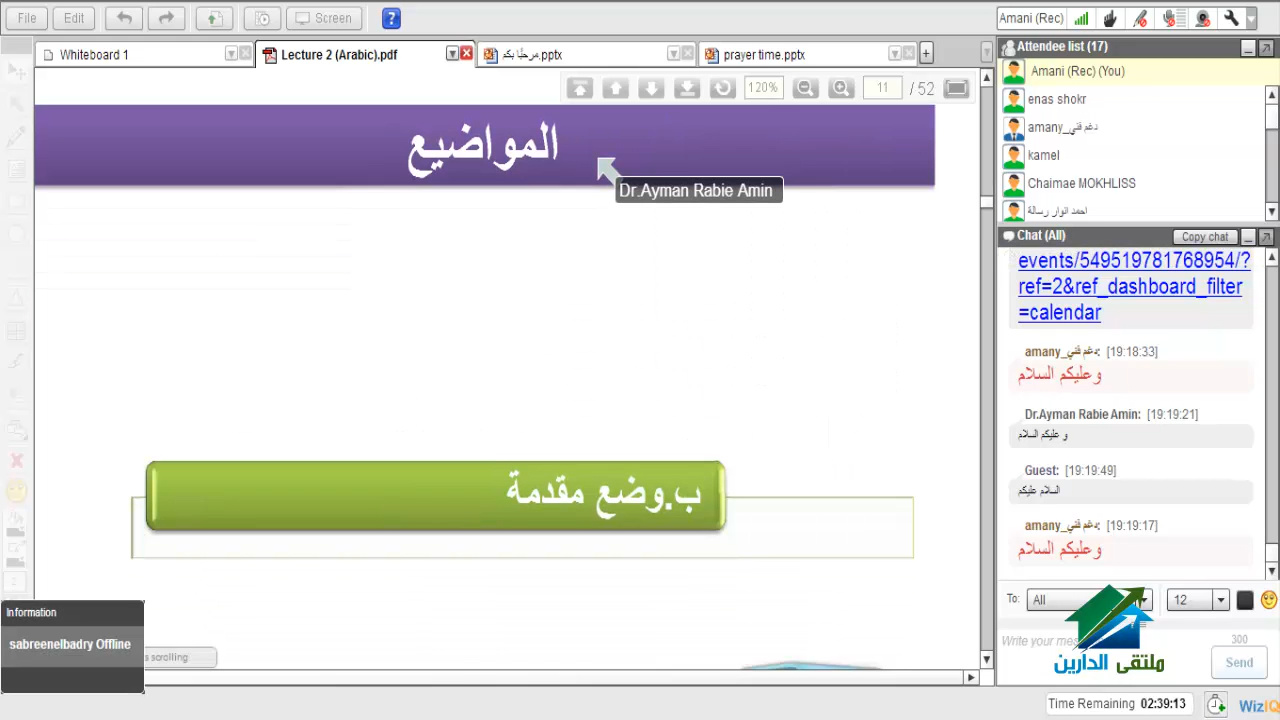 File Edit Screen ?
Amani (Rec)
Whiteboard 1
Lecture 2 (Arabic).pdf
مرحبًا بكم.pptx
prayer time.pptx
120%
11 / 52
المواضيع
Dr.Ayman Rabie Amin
ب.وضع مقدمة
Information
sabreenelbadry Offline
s scrolling
Attendee list (17)
Amani (Rec) (You)
enas shokr
amany_دعم فني
kamel
Chaimae MOKHLISS
احمد انوار رسالة
Chat (All)
Copy chat
events/549519781768954/?
ref=2&ref_dashboard_filter
=calendar
amany_دعم فني: [19:18:33]
وعليكم السلام
Dr.Ayman Rabie Amin: [19:19:21]
و عليكم السلام
Guest: [19:19:49]
السلام عليكم
amany_دعم فني: [19:19:17]
وعليكم السلام
To: All 12
Write your mes
300
Send
ملتقى الدارين
Time Remaining 02:39:13
WizIQ